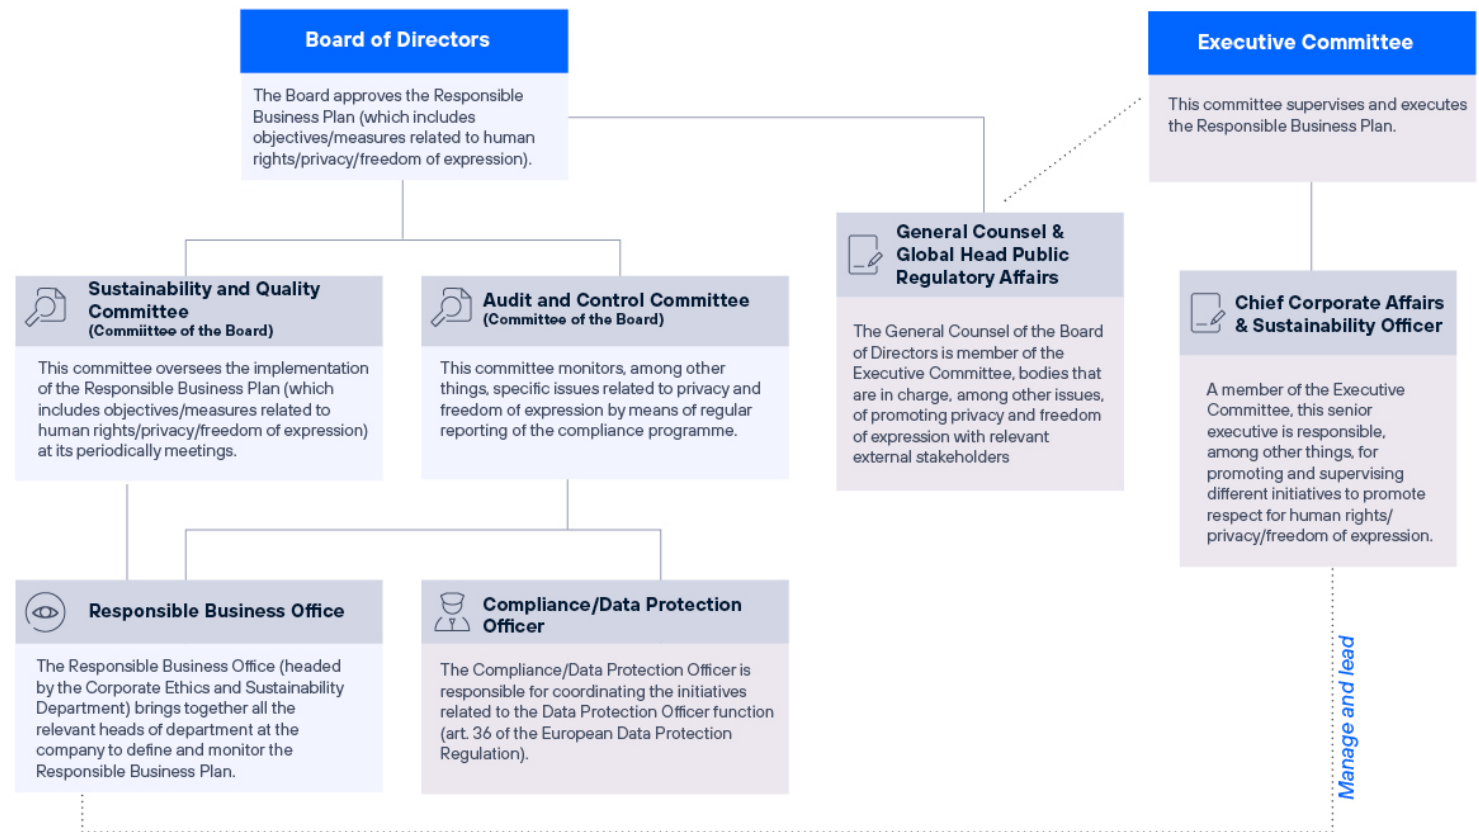 Board of Directors
The Board approves the Responsible
Business Plan (which includes
objectives/measures related to human
rights/privacy/freedom of expression).
Executive Committee
This committee supervises and executes
the Responsible Business Plan.
General Counsel &
Global Head Public
Regulatory Affairs
The General Counsel of the Board
of Directors is member of the
Executive Committee, bodies that
are in charge, among other issues,
of promoting privacy and freedom
of expression with relevant
external stakeholders
Chief Corporate Affairs
& Sustainability Officer
A member of the Executive
Committee, this senior
executive is responsible,
among other things, for
promoting and supervising
different initiatives to promote
respect for human rights/
privacy/freedom of expression.
Sustainability and Quality
Committee
(Commiittee of the Board)
This committee oversees the implementation
of the Responsible Business Plan (which
includes objectives/measures related to
human rights/privacy/freedom of expression)
at its periodically meetings.
Audit and Control Committee
(Committee of the Board)
This committee monitors, among other
things, specific issues related to privacy and
freedom of expression by means of regular
reporting of the compliance programme.
Responsible Business Office
The Responsible Business Office (headed
by the Corporate Ethics and Sustainability
Department) brings together all the
relevant heads of department at the
company to define and monitor the
Responsible Business Plan.
Compliance/Data Protection
Officer
The Compliance/Data Protection Officer is
responsible for coordinating the initiatives
related to the Data Protection Officer function
(art. 36 of the European Data Protection
Regulation).
Manage and lead